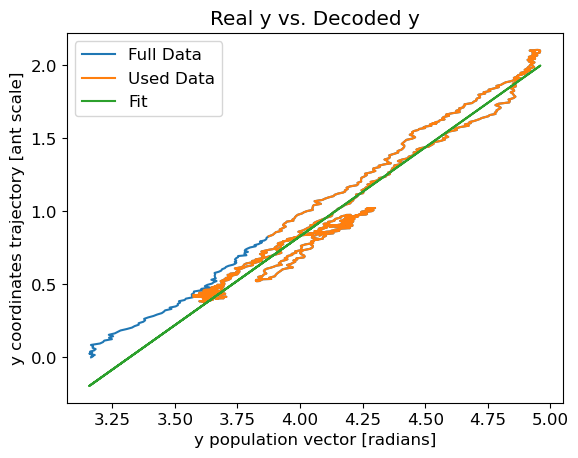 Real y vs. Decoded y
Full Data
Used Data
Fit
y coordinates trajectory [ant scale]
2.0
1.5
1.0
0.5
0.0
3.25 3.50 3.75 4.00 4.25 4.50 4.75 5.00
y population vector [radians]